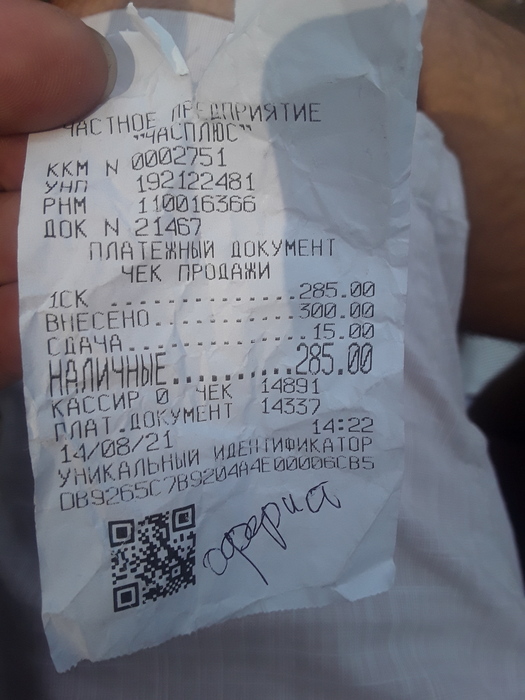 ЧАСТНОЕ ПРЕДПРИЯТИЕ
"ЧАСПЛЮС"
ККМ N 0002751
УНП 192122481
РНМ 110016366
ДОК N 21467
ПЛАТЕЖНЫЙ ДОКУМЕНТ
ЧЕК ПРОДАЖИ
1СК ....................285.00
ВНЕСЕНО.................300.00
СДАЧА....................15.00
НАЛИЧНЫЕ..........285.00
КАССИР 0 ЧЕК 14891
ПЛАТ.ДОКУМЕНТ 14337
14/08/21 14:22
УНИКАЛЬНЫЙ ИДЕНТИФИКАТОР
DB9265C7B9204A4E00006CB5
оферист